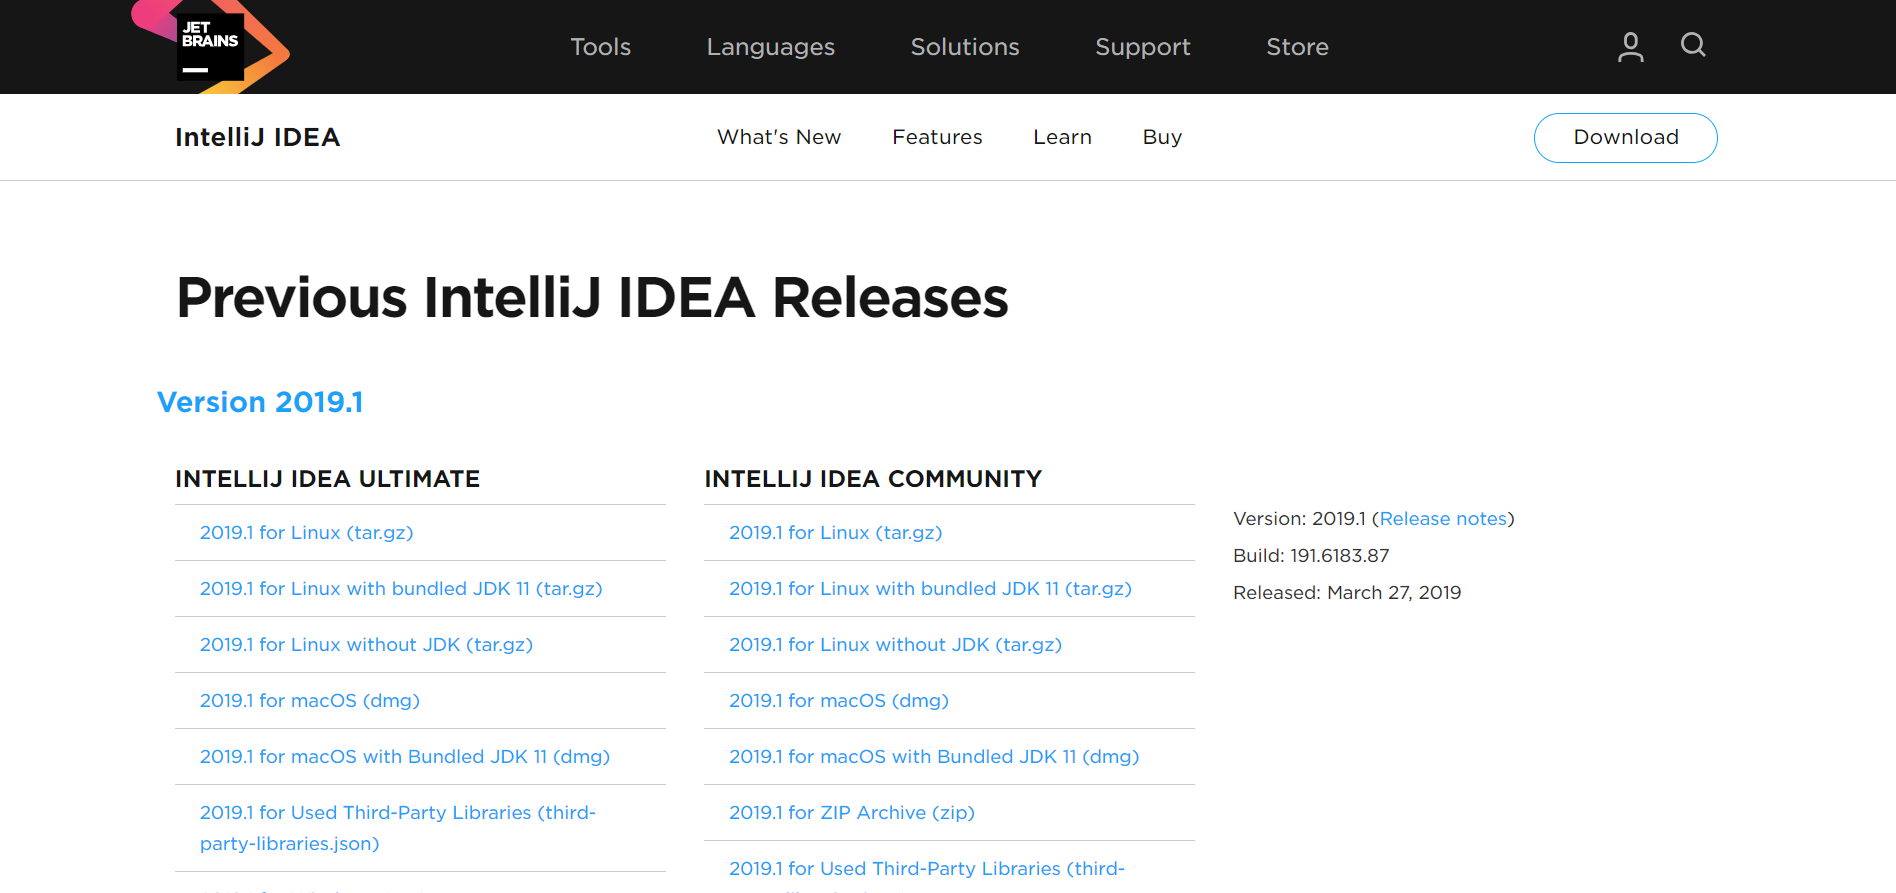 JET
BRAINS
Tools
Languages
Solutions
Support
Store
IntelliJ IDEA
What's New
Features
Learn
Buy
Download
Previous IntelliJ IDEA Releases
Version 2019.1
INTELLIJ IDEA ULTIMATE
2019.1 for Linux (tar.gz)
2019.1 for Linux with bundled JDK 11 (tar.gz)
2019.1 for Linux without JDK (tar.gz)
2019.1 for macOS (dmg)
2019.1 for macOS with Bundled JDK 11 (dmg)
2019.1 for Used Third-Party Libraries (third-
party-libraries.json)
INTELLIJ IDEA COMMUNITY
2019.1 for Linux (tar.gz)
2019.1 for Linux with bundled JDK 11 (tar.gz)
2019.1 for Linux without JDK (tar.gz)
2019.1 for macOS (dmg)
2019.1 for macOS with Bundled JDK 11 (dmg)
2019.1 for ZIP Archive (zip)
2019.1 for Used Third-Party Libraries (third-
Version: 2019.1 (Release notes)
Build: 191.6183.87
Released: March 27, 2019